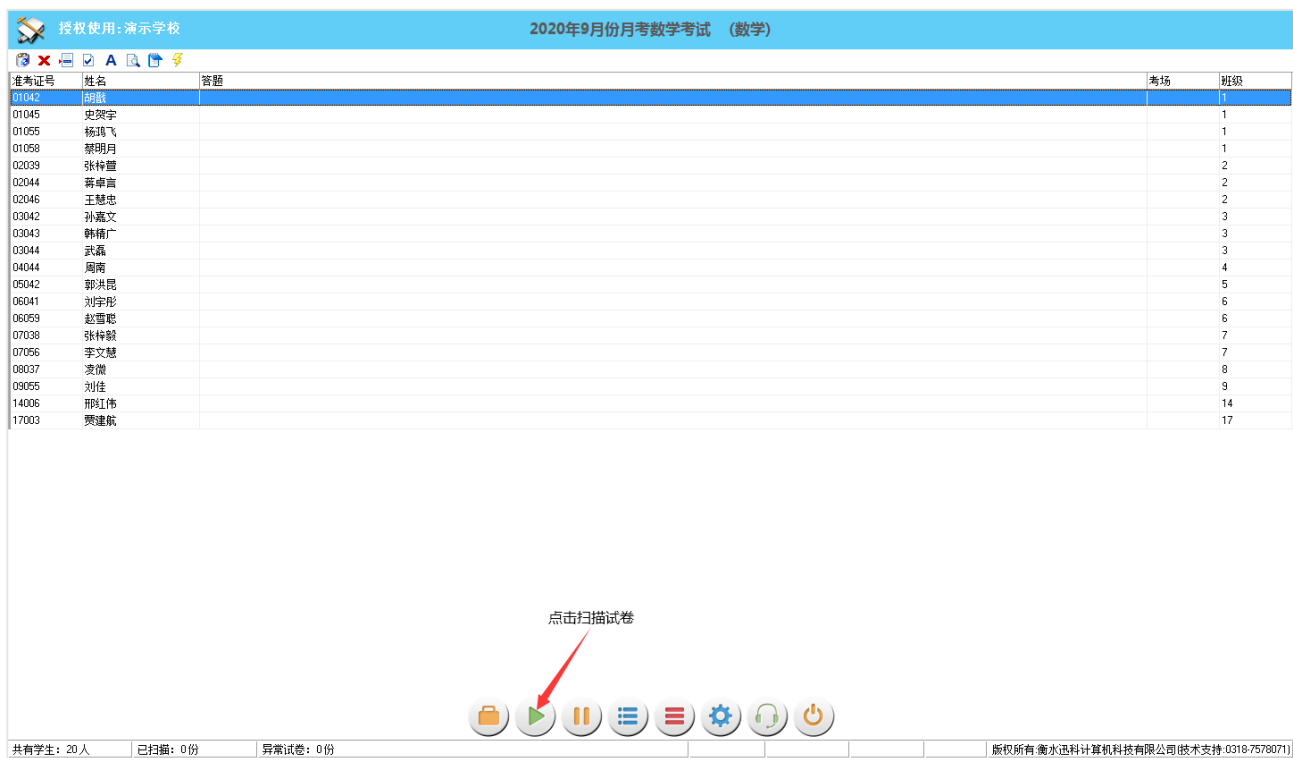 授权使用:演示学校
2020年9月份月考数学考试 (数学)
准考证号 姓名 答题 考场 班级
01042 胡戬 1
01045 史贺宇 1
01055 杨鸿飞 1
01058 蔡明月 1
02039 张梓萱 2
02044 蒋卓言 2
02046 王慧忠 2
03042 孙嘉文 3
03043 韩倩广 3
03044 武磊 3
04044 周南 4
05042 郭洪昆 5
06041 刘宇彤 6
06059 赵雪聪 6
07038 张梓毅 7
07056 李文慧 7
08037 凌微 8
09055 刘佳 9
14006 邢红伟 14
17003 贾建航 17
点击扫描试卷
共有学生: 20人 已扫描: 0份 异常试卷: 0份 版权所有:衡水迅科计算机科技有限公司(技术支持:0318-7578071)